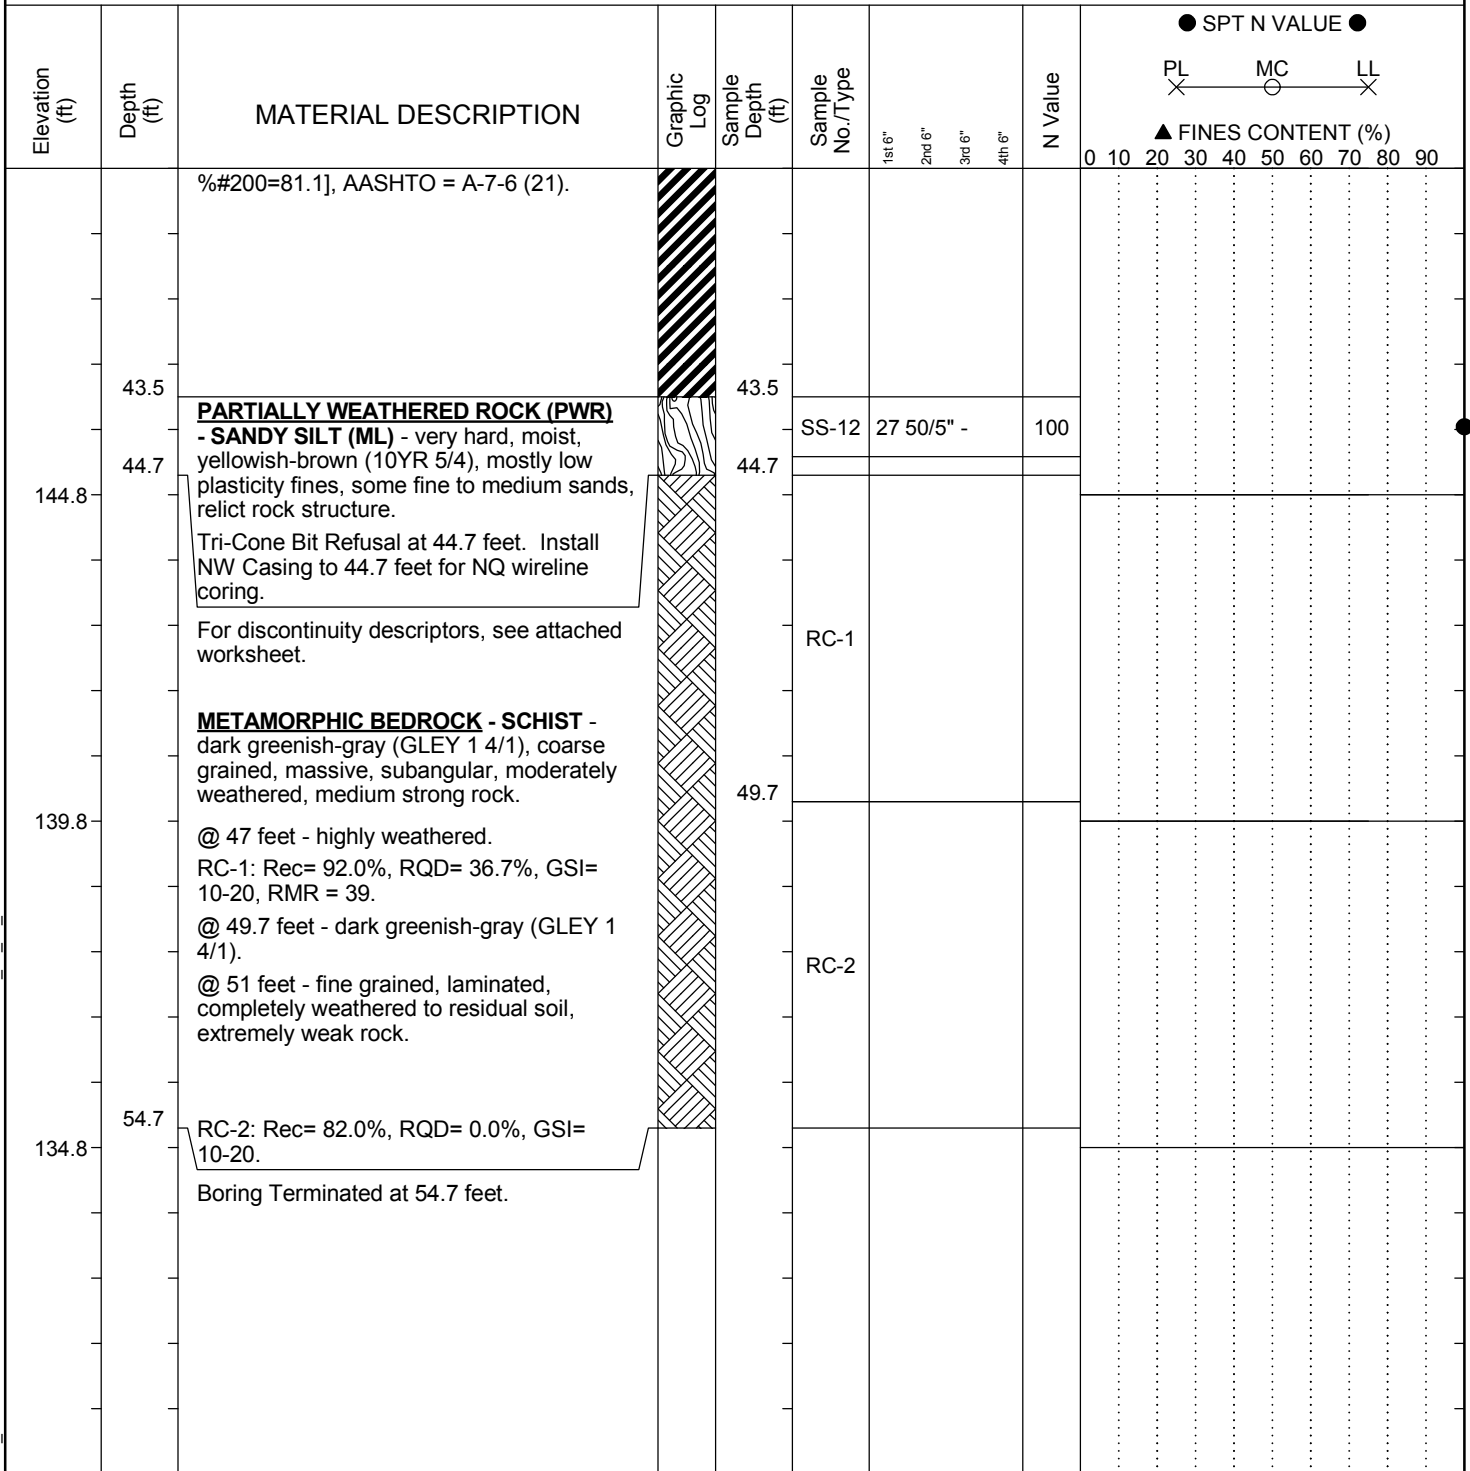 Elevation
(ft)
Depth
(ft)
MATERIAL DESCRIPTION
Graphic
Log
Sample
Depth
(ft)
Sample
No./Type
1st 6"
2nd 6"
3rd 6"
4th 6"
N Value
● SPT N VALUE ●
PL MC LL
▲ FINES CONTENT (%)
0 10 20 30 40 50 60 70 80 90
%#200=81.1], AASHTO = A-7-6 (21).
43.5
43.5
PARTIALLY WEATHERED ROCK (PWR)
- SANDY SILT (ML) - very hard, moist,
yellowish-brown (10YR 5/4), mostly low
plasticity fines, some fine to medium sands,
relict rock structure.
SS-12 27 50/5" - 100
44.7
44.7
144.8
Tri-Cone Bit Refusal at 44.7 feet. Install
NW Casing to 44.7 feet for NQ wireline
coring.
For discontinuity descriptors, see attached
worksheet.
RC-1
METAMORPHIC BEDROCK - SCHIST -
dark greenish-gray (GLEY 1 4/1), coarse
grained, massive, subangular, moderately
weathered, medium strong rock.
49.7
139.8
@ 47 feet - highly weathered.
RC-1: Rec= 92.0%, RQD= 36.7%, GSI=
10-20, RMR = 39.
@ 49.7 feet - dark greenish-gray (GLEY 1
4/1).
RC-2
@ 51 feet - fine grained, laminated,
completely weathered to residual soil,
extremely weak rock.
54.7
RC-2: Rec= 82.0%, RQD= 0.0%, GSI=
10-20.
134.8
Boring Terminated at 54.7 feet.